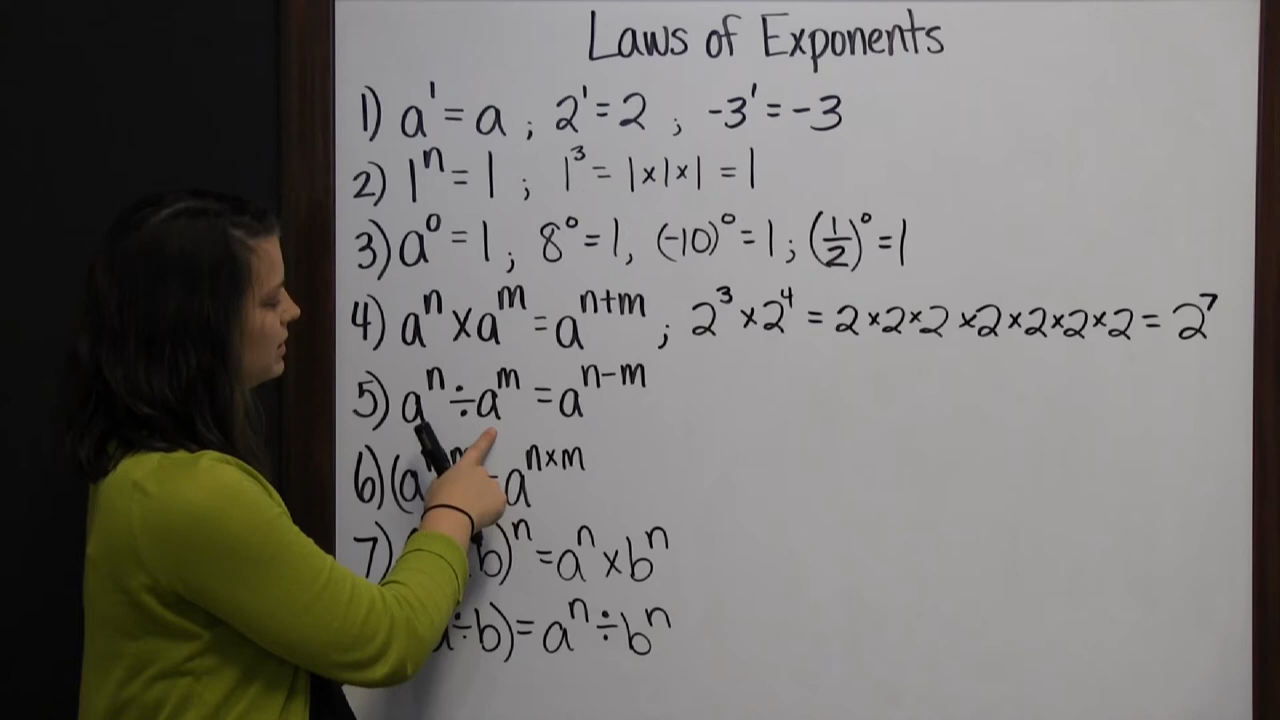 Laws of Exponents
1) a¹ = a ; 2¹ = 2 ; -3¹ = -3
2) 1ⁿ = 1 ; 1³ = 1×1×1 = 1
3) a⁰ = 1 ; 8⁰ = 1, (-10)⁰ = 1 ; (1/2)⁰ = 1
4) aⁿ × aᵐ = aⁿ⁺ᵐ ; 2³ × 2⁴ = 2×2×2×2×2×2×2 = 2⁷
5) aⁿ ÷ aᵐ = aⁿ⁻ᵐ
6) (a = aⁿˣᵐ
7) b)ⁿ = aⁿ × bⁿ
÷ b) = aⁿ ÷ bⁿ